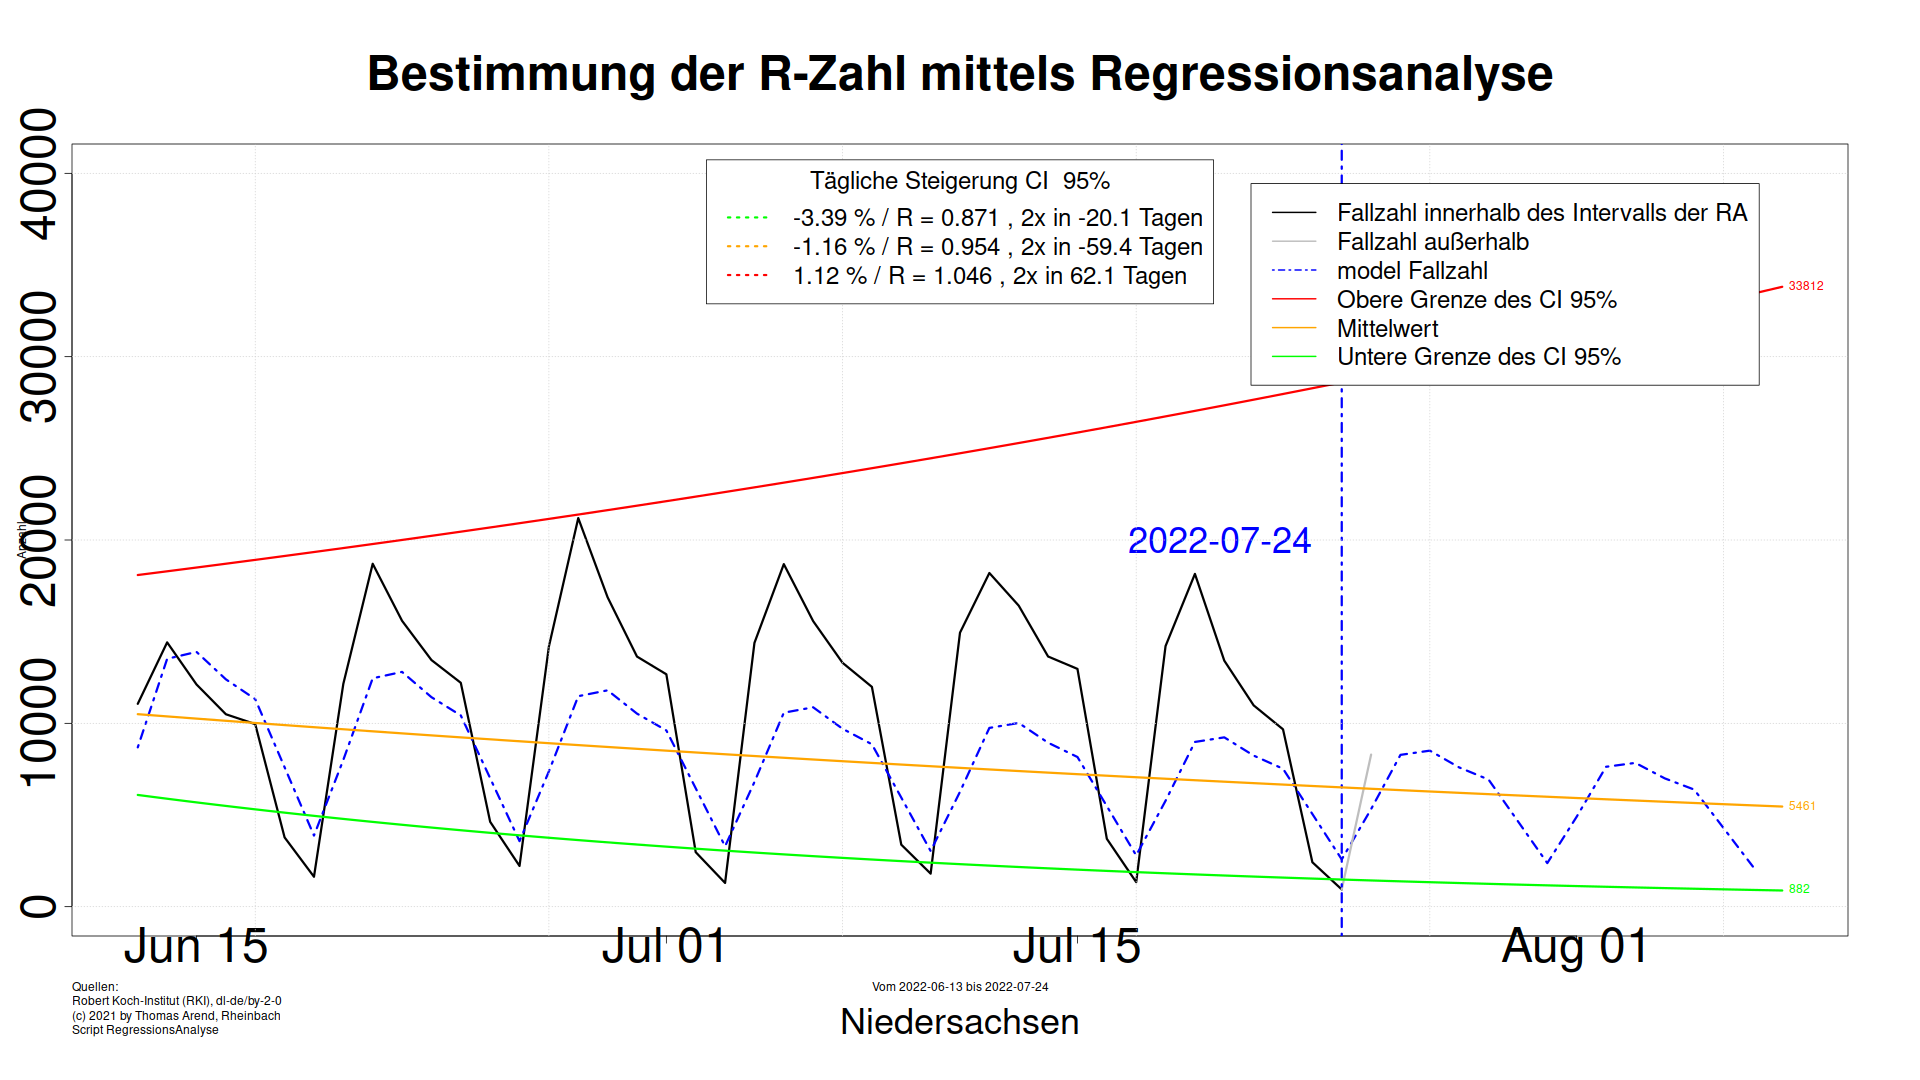 Bestimmung der R-Zahl mittels Regressionsanalyse
40000
30000
20000
10000
0
Anzahl
Tägliche Steigerung CI  95%
-3.39 % / R = 0.871 , 2x in -20.1 Tagen
-1.16 % / R = 0.954 , 2x in -59.4 Tagen
1.12 % / R = 1.046 , 2x in 62.1 Tagen
Fallzahl innerhalb des Intervalls der RA
Fallzahl außerhalb
model Fallzahl
Obere Grenze des CI 95%
Mittelwert
Untere Grenze des CI 95%
33812
2022-07-24
5461
882
Jun 15
Jul 01
Jul 15
Aug 01
Quellen:
Robert Koch-Institut (RKI), dl-de/by-2-0
(c) 2021 by Thomas Arend, Rheinbach
Script RegressionsAnalyse
Vom 2022-06-13 bis 2022-07-24
Niedersachsen